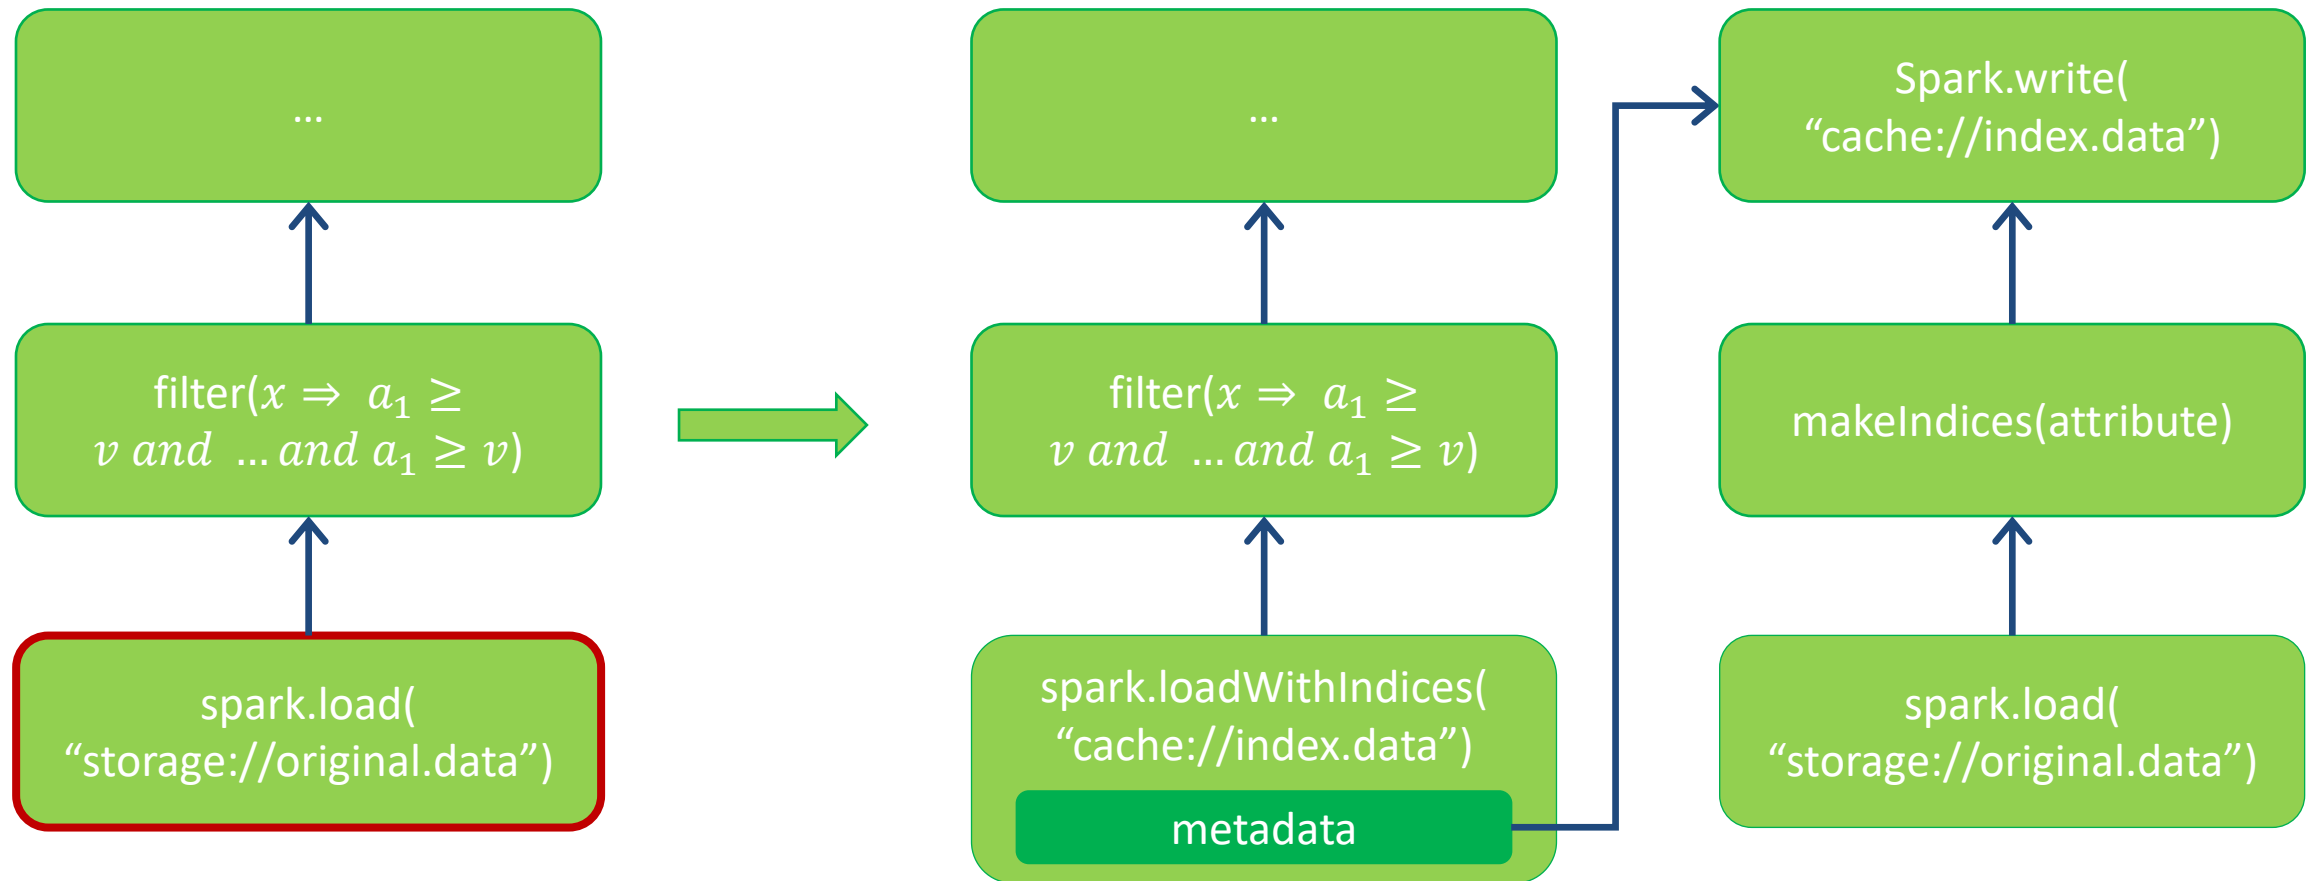 ...
filter(𝑥 ⇒ 𝑎₁ ≥
𝑣 𝑎𝑛𝑑 … 𝑎𝑛𝑑 𝑎₁ ≥ 𝑣)
spark.load(
“storage://original.data”)
...
filter(𝑥 ⇒ 𝑎₁ ≥
𝑣 𝑎𝑛𝑑 … 𝑎𝑛𝑑 𝑎₁ ≥ 𝑣)
spark.loadWithIndices(
“cache://index.data”)
metadata
Spark.write(
“cache://index.data”)
makeIndices(attribute)
spark.load(
“storage://original.data”)